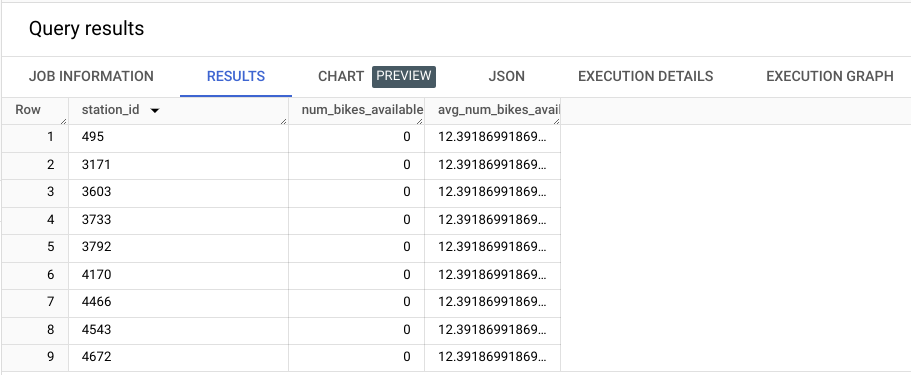 Query results
JOB INFORMATION RESULTS CHART PREVIEW JSON EXECUTION DETAILS EXECUTION GRAPH
Row station_id num_bikes_available avg_num_bikes_avail
1 495 0 12.39186991869...
2 3171 0 12.39186991869...
3 3603 0 12.39186991869...
4 3733 0 12.39186991869...
5 3792 0 12.39186991869...
6 4170 0 12.39186991869...
7 4466 0 12.39186991869...
8 4543 0 12.39186991869...
9 4672 0 12.39186991869...